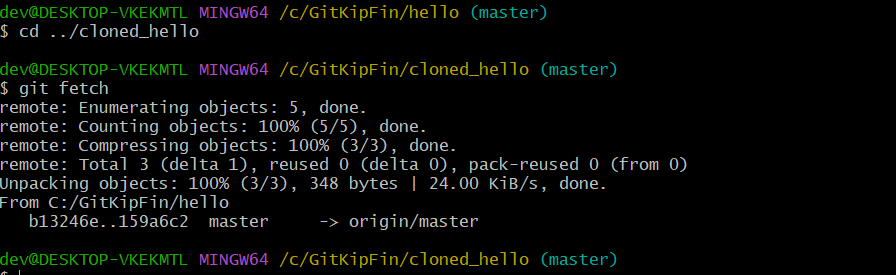 dev@DESKTOP-VKEKMTL MINGW64 /c/GitKipFin/hello (master)
$ cd ../cloned_hello
dev@DESKTOP-VKEKMTL MINGW64 /c/GitKipFin/cloned_hello (master)
$ git fetch
remote: Enumerating objects: 5, done.
remote: Counting objects: 100% (5/5), done.
remote: Compressing objects: 100% (3/3), done.
remote: Total 3 (delta 1), reused 0 (delta 0), pack-reused 0 (from 0)
Unpacking objects: 100% (3/3), 348 bytes | 24.00 KiB/s, done.
From C:/GitKipFin/hello
   b13246e..159a6c2  master     -> origin/master
dev@DESKTOP-VKEKMTL MINGW64 /c/GitKipFin/cloned_hello (master)
$